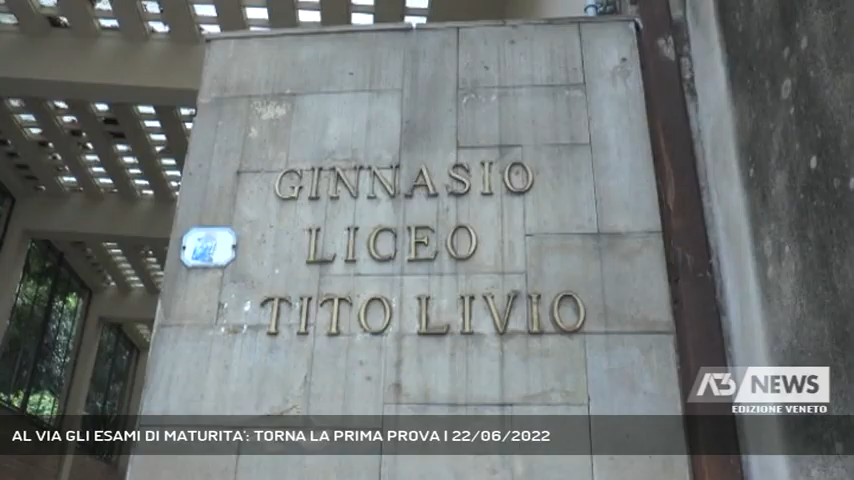 GINNASIO
LICEO
TITO LIVIO
A3 NEWS
EDIZIONE VENETO
AL VIA GLI ESAMI DI MATURITA': TORNA LA PRIMA PROVA | 22/06/2022